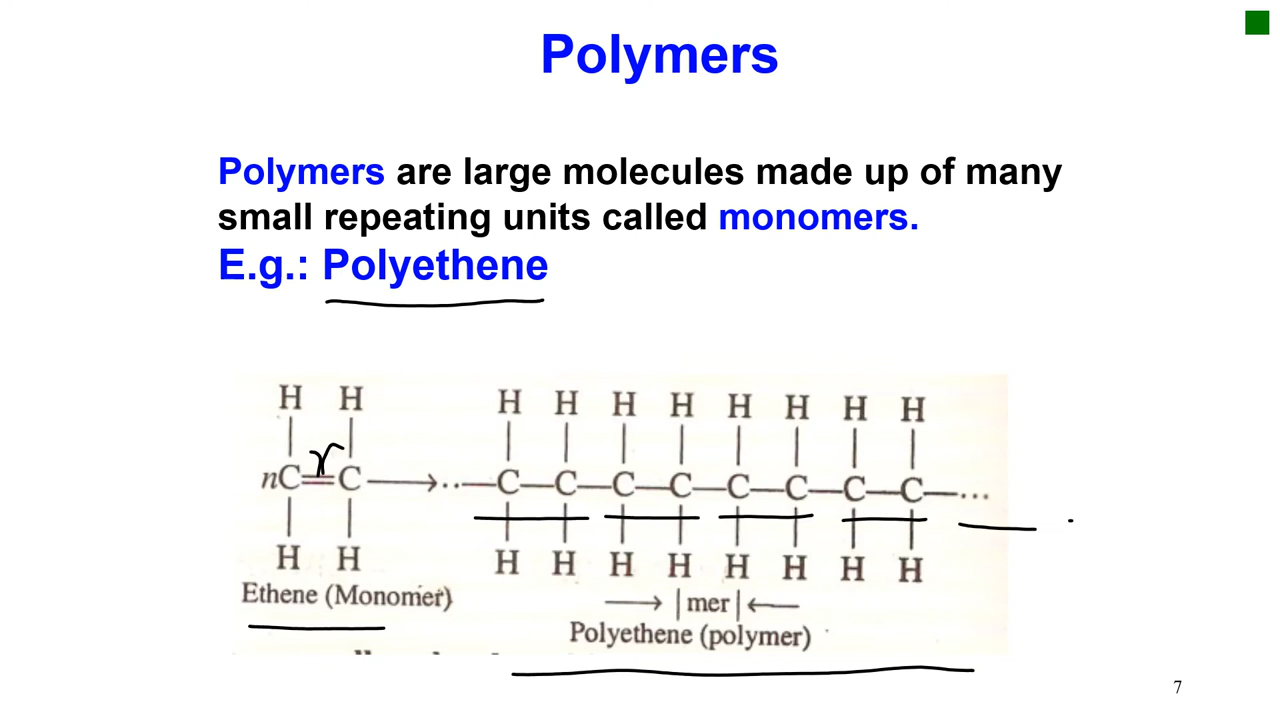 Polymers
Polymers are large molecules made up of many
small repeating units called monomers.
E.g.: Polyethene
H H H H H H H H H H
nC=C⟶··—C—C—C—C—C—C—C—C—···
H H H H H H H H H H
Ethene (Monomer)
⟶ |mer| ⟵
Polyethene (polymer)
7